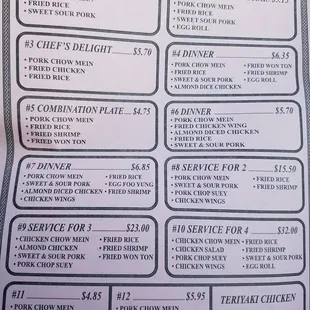 • FRIED RICE
• SWEET SOUR PORK
• PORK CHOW MEIN
• FRIED RICE
• SWEET SOUR PORK
• EGG ROLL
#3 CHEF'S DELIGHT $5.70
• PORK CHOW MEIN
• FRIED CHICKEN
• FRIED RICE
#4 DINNER $6.35
• PORK CHOW MEIN • FRIED WON TON
• FRIED RICE • FRIED SHRIMP
• SWEET & SOUR PORK • EGG ROLL
• ALMOND DICE CHICKEN
#5 COMBINATION PLATE $4.75
• PORK CHOW MEIN
• FRIED RICE
• FRIED SHRIMP
• FRIED WON TON
#6 DINNER $5.70
• PORK CHOW MEIN
• FRIED CHICKEN WING
• ALMOND DICED CHICKEN
• FRIED RICE
• SWEET & SOUR PORK
#7 DINNER $6.85
• PORK CHOW MEIN • FRIED RICE
• SWEET & SOUR PORK • EGG FOO YUNG
• ALMOND DICED CHICKEN • FRIED SHRIMP
• CHICKEN WINGS
#8 SERVICE FOR 2 $15.50
• PORK CHOW MEIN • FRIED RICE
• SWEET & SOUR PORK • FRIED SHRIMP
• PORK CHOP SUEY
• CHICKEN WINGS
#9 SERVICE FOR 3 $23.00
• CHICKEN CHOW MEIN • FRIED RICE
• ALMOND CHICKEN • FRIED SHRIMP
• SWEET & SOUR PORK • FRIED WON TON
• PORK CHOP SUEY
#10 SERVICE FOR 4 $32.00
• CHICKEN CHOW MEIN • FRIED RICE
• CHICKEN SALAD • FRIED SHRIMP
• PORK CHOP SUEY • SWEET & SOUR PORK
• CHICKEN WINGS • EGG ROLL
#11 $4.85
• PORK CHOW MEIN
#12 $5.95
• PORK CHOW MEIN
TERIYAKI CHICKEN